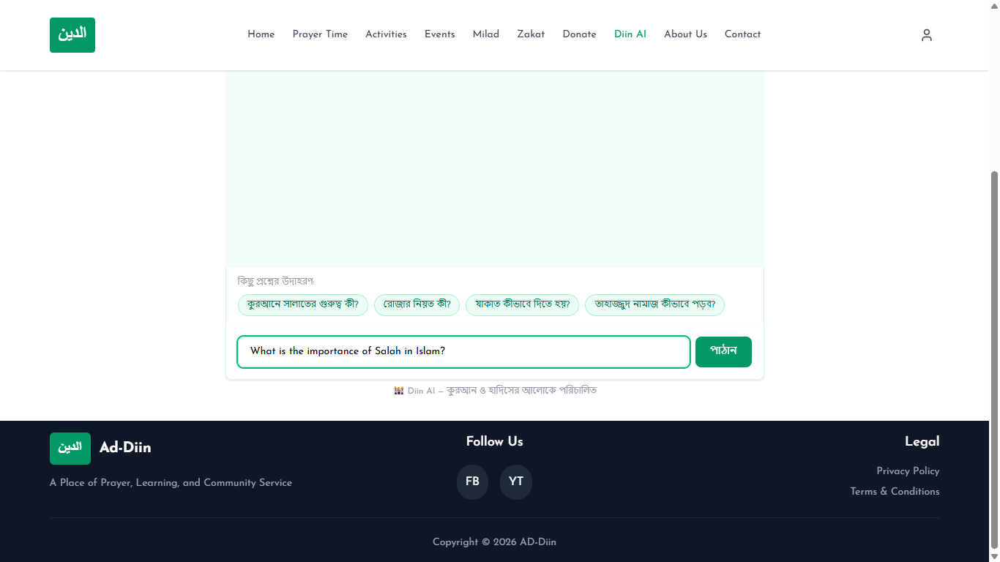 الدين
Home Prayer Time Activities Events Milad Zakat Donate Diin AI About Us Contact
কিছু প্রশ্নের উদাহরণ:
কুরআনে সালাতের গুরুত্ব কী? রোজার নিয়ত কী? যাকাত কীভাবে দিতে হয়? তাহাজ্জুদ নামাজ কীভাবে পড়ব?
What is the importance of Salah in Islam? পাঠান
Diin AI – কুরআন ও হাদিসের আলোকে পরিচালিত
الدين Ad-Diin
A Place of Prayer, Learning, and Community Service
Follow Us
FB YT
Legal
Privacy Policy
Terms & Conditions
Copyright © 2026 AD-Diin